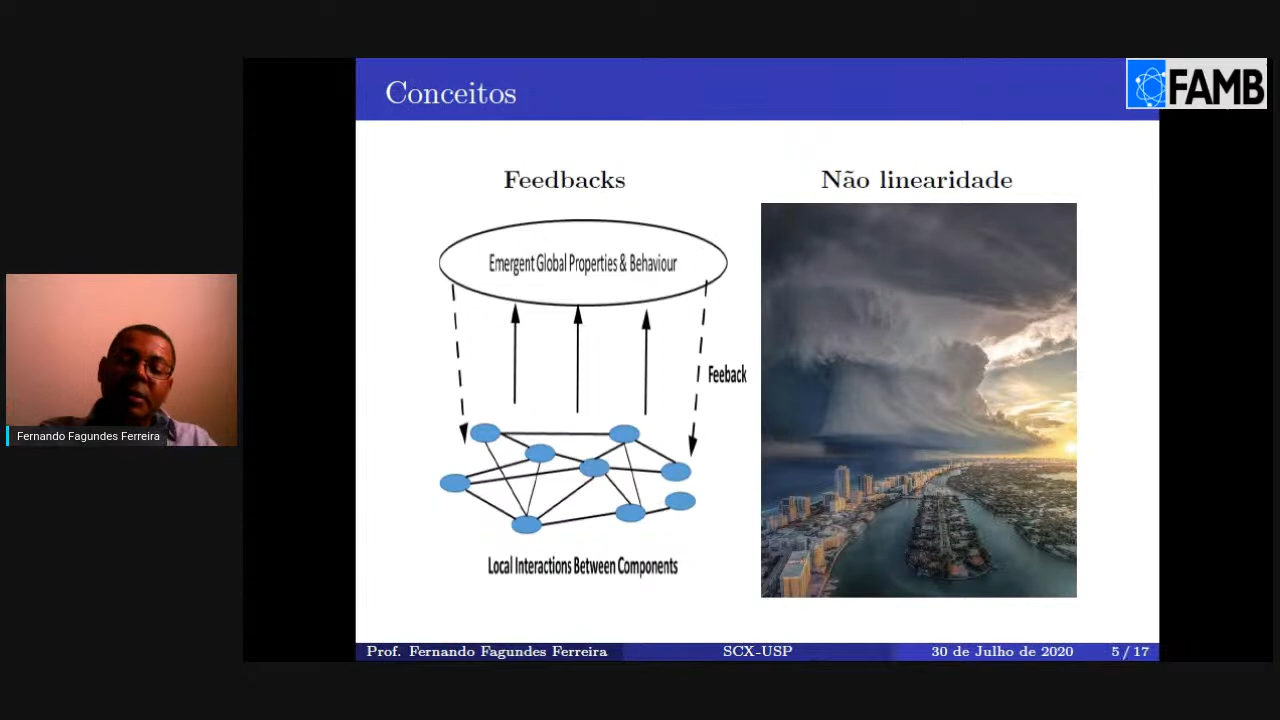 Conceitos
FAMB
Feedbacks
Não linearidade
Emergent Global Properties & Behaviour
Feeback
Local Interactions Between Components
Fernando Fagundes Ferreira
Prof. Fernando Fagundes Ferreira
SCX-USP
30 de Julho de 2020
5 / 17